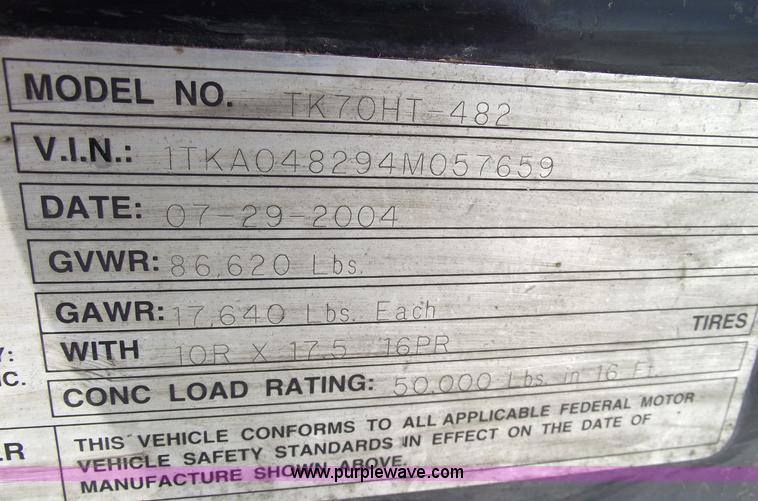 MODEL NO. TK70HT-482
V.I.N.: 1TKA048294M057659
DATE: 07-29-2004
GVWR: 86,620 Lbs.
GAWR: 17,640 Lbs. Each
WITH 10R X 17.5 16PR TIRES
CONC LOAD RATING: 50,000 Lbs. in 16 Ft.
THIS VEHICLE CONFORMS TO ALL APPLICABLE FEDERAL MOTOR
VEHICLE SAFETY STANDARDS IN EFFECT ON THE DATE OF
MANUFACTURE SHOWN ABOVE.
www.purplewave.com